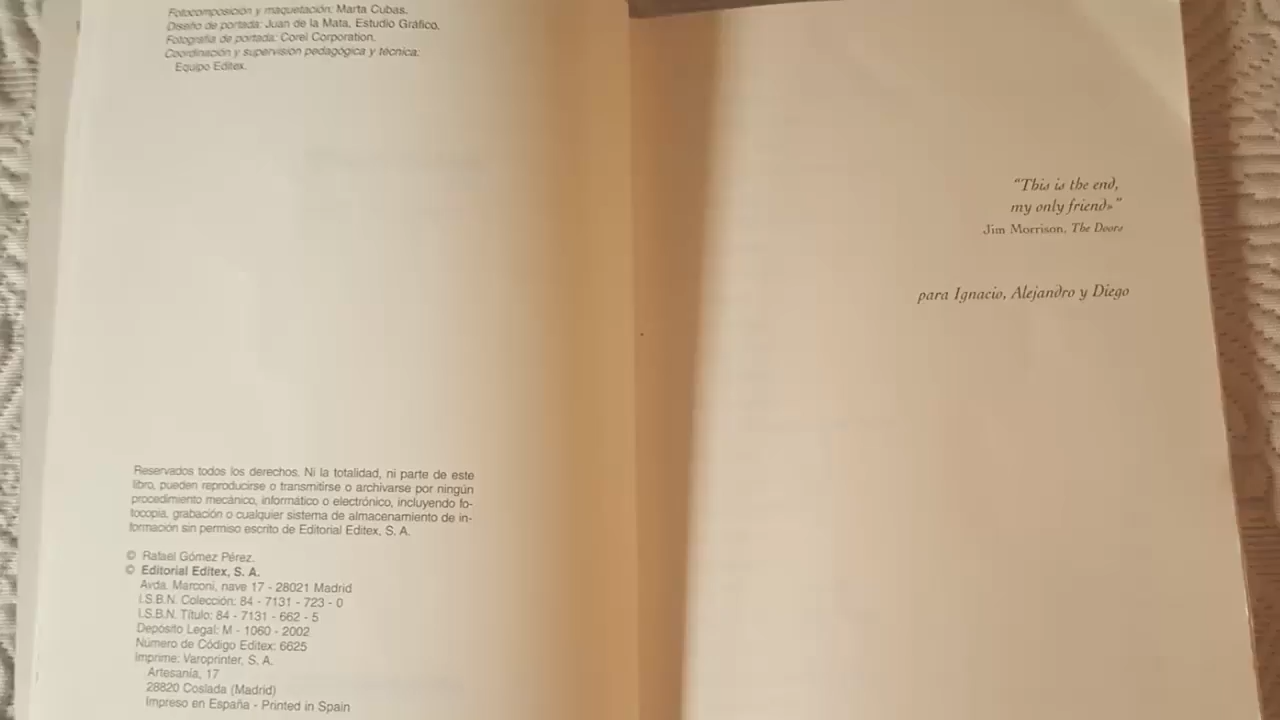 Fotocomposición y maquetación: Marta Cubas.
Diseño de portada: Juan de la Mata, Estudio Gráfico.
Fotografía de portada: Corel Corporation.
Coordinación y supervisión pedagógica y técnica:
Equipo Editex.
Reservados todos los derechos. Ni la totalidad, ni parte de este
libro, pueden reproducirse o transmitirse o archivarse por ningún
procedimiento mecánico, informático o electrónico, incluyendo fo-
tocopia, grabación o cualquier sistema de almacenamiento de in-
formación sin permiso escrito de Editorial Editex, S. A.
© Rafael Gómez Pérez.
© Editorial Editex, S. A.
Avda. Marconi, nave 17 - 28021 Madrid
I.S.B.N. Colección: 84 - 7131 - 723 - 0
I.S.B.N. Título: 84 - 7131 - 662 - 5
Depósito Legal: M - 1060 - 2002
Número de Código Editex: 6625
Imprime: Varoprinter, S. A.
Artesanía, 17
28820 Coslada (Madrid)
Impreso en España - Printed in Spain
“This is the end,
my only friend»”
Jim Morrison, The Doors
para Ignacio, Alejandro y Diego